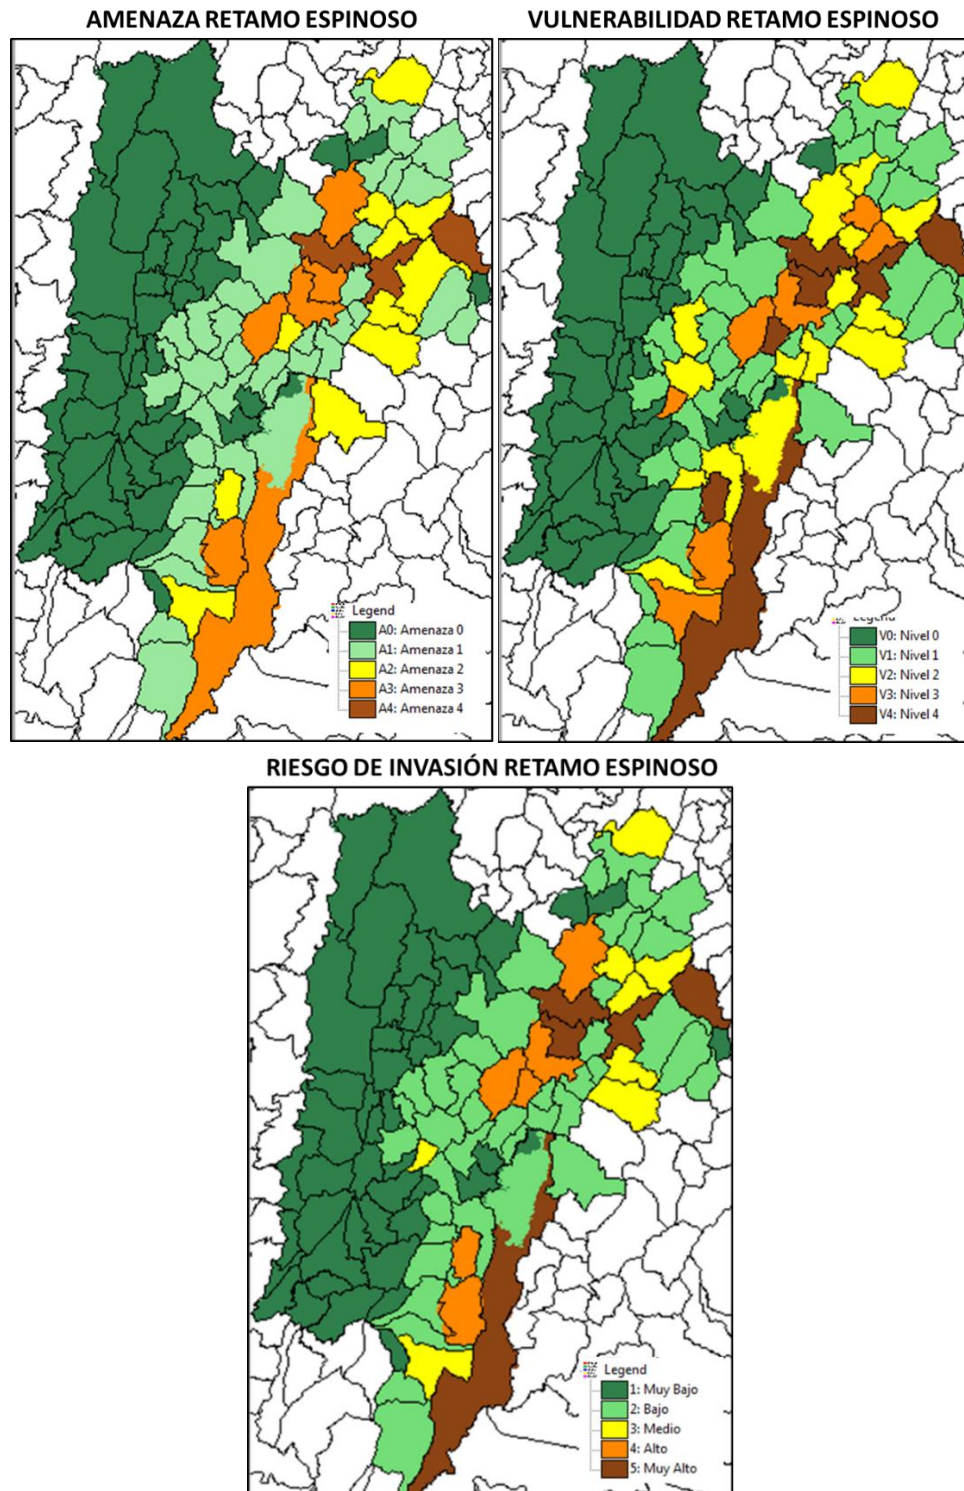 AMENAZA RETAMO ESPINOSO
Legend
A0: Amenaza 0
A1: Amenaza 1
A2: Amenaza 2
A3: Amenaza 3
A4: Amenaza 4
VULNERABILIDAD RETAMO ESPINOSO
Legend
V0: Nivel 0
V1: Nivel 1
V2: Nivel 2
V3: Nivel 3
V4: Nivel 4
RIESGO DE INVASIÓN RETAMO ESPINOSO
Legend
1: Muy Bajo
2: Bajo
3: Medio
4: Alto
5: Muy Alto